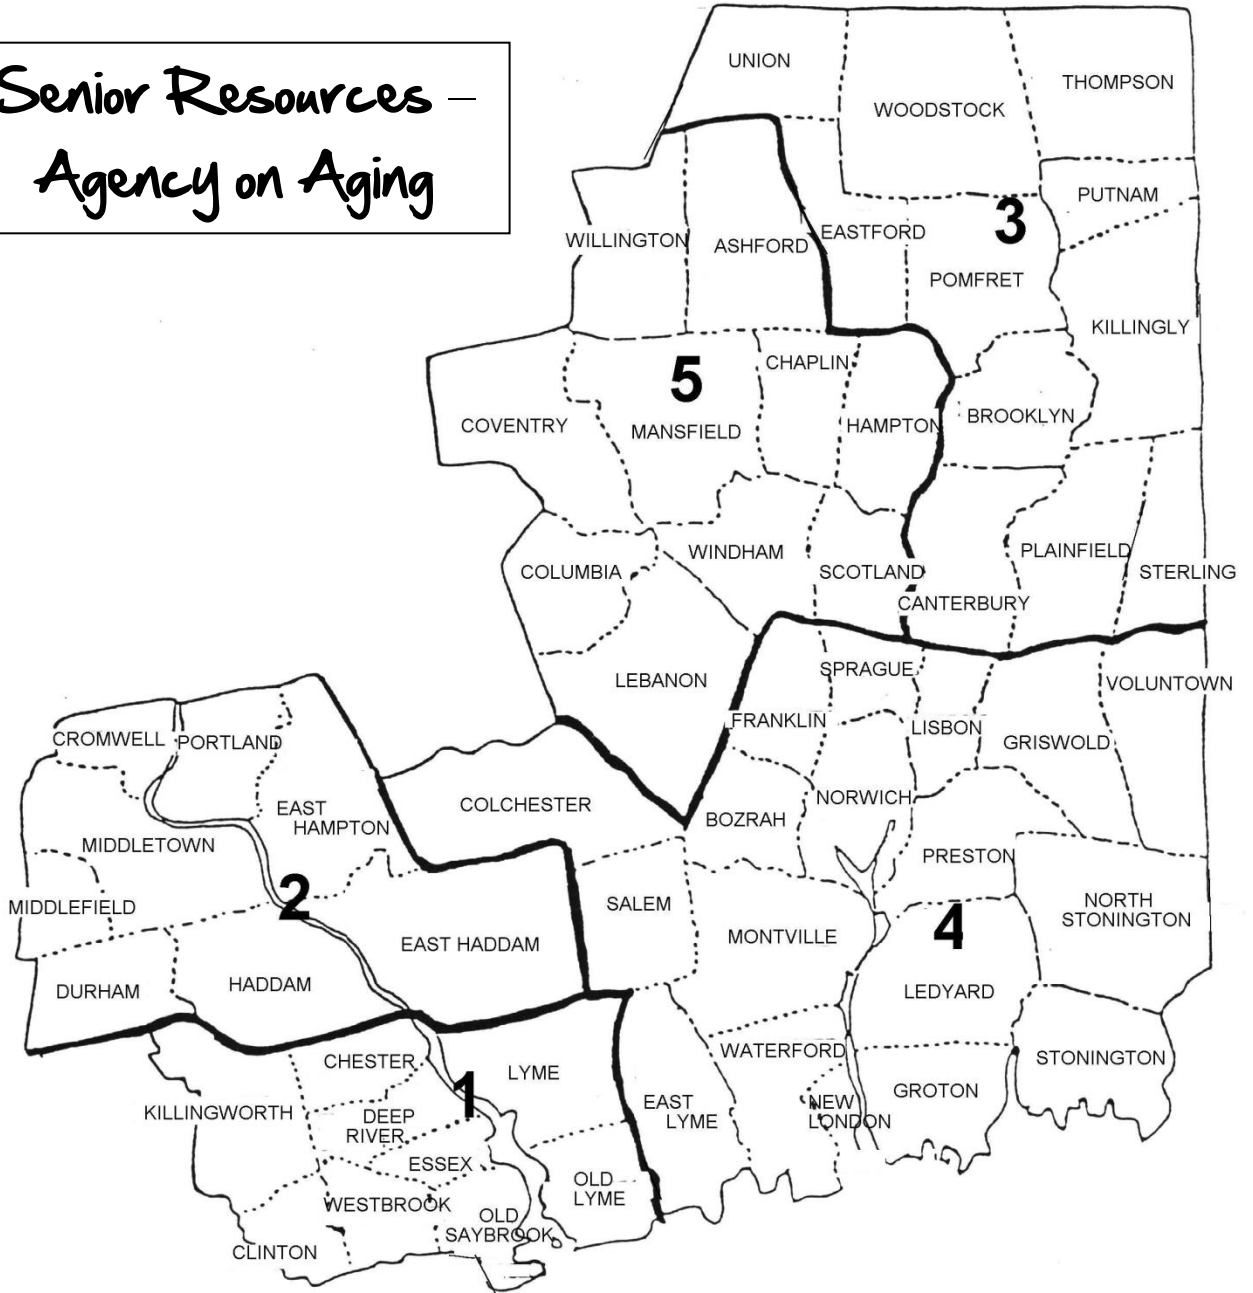 Senior Resources –
Agency on Aging
UNION
THOMPSON
WOODSTOCK
PUTNAM
3
WILLINGTON
ASHFORD
EASTFORD
POMFRET
KILLINGLY
CHAPLIN
5
COVENTRY
MANSFIELD
HAMPTON
BROOKLYN
WINDHAM
PLAINFIELD
COLUMBIA
SCOTLAND
STERLING
CANTERBURY
LEBANON
SPRAGUE
VOLUNTOWN
FRANKLIN
LISBON
GRISWOLD
CROMWELL
PORTLAND
COLCHESTER
NORWICH
EAST
HAMPTON
BOZRAH
MIDDLETOWN
PRESTON
2
MIDDLEFIELD
SALEM
NORTH
STONINGTON
4
EAST HADDAM
MONTVILLE
DURHAM
HADDAM
LEDYARD
CHESTER
LYME
WATERFORD
STONINGTON
1
KILLINGWORTH
DEEP
RIVER
EAST
LYME
NEW
LONDON
GROTON
ESSEX
OLD
LYME
WESTBROOK
OLD
SAYBROOK
CLINTON